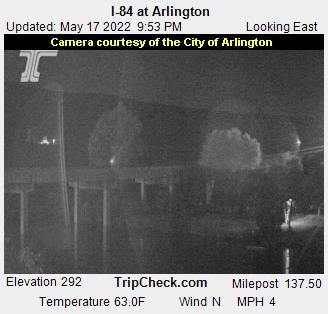 I-84 at Arlington
Updated: May 17 2022 9:53 PM Looking East
Camera courtesy of the City of Arlington
Elevation 292 TripCheck.com Milepost 137.50
Temperature 63.0F Wind N MPH 4